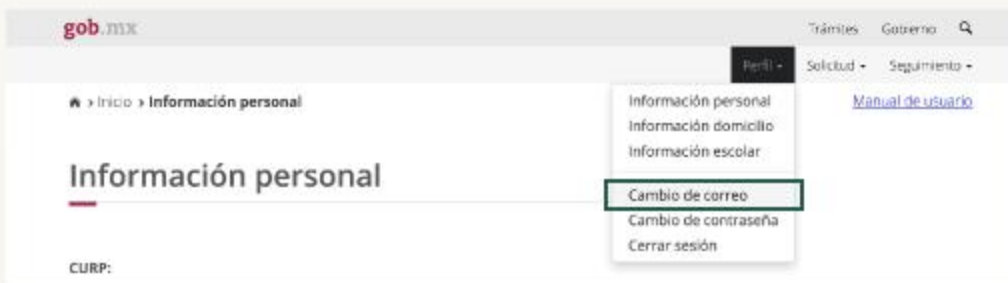 gob.mx
Trámites Gobierno
Perfil Solicitud Seguimiento
> Inicio > Información personal
Manual de usuario
Información personal
Información domicilio
Información escolar
Cambio de correo
Cambio de contraseña
Cerrar sesión
Información personal
CURP: